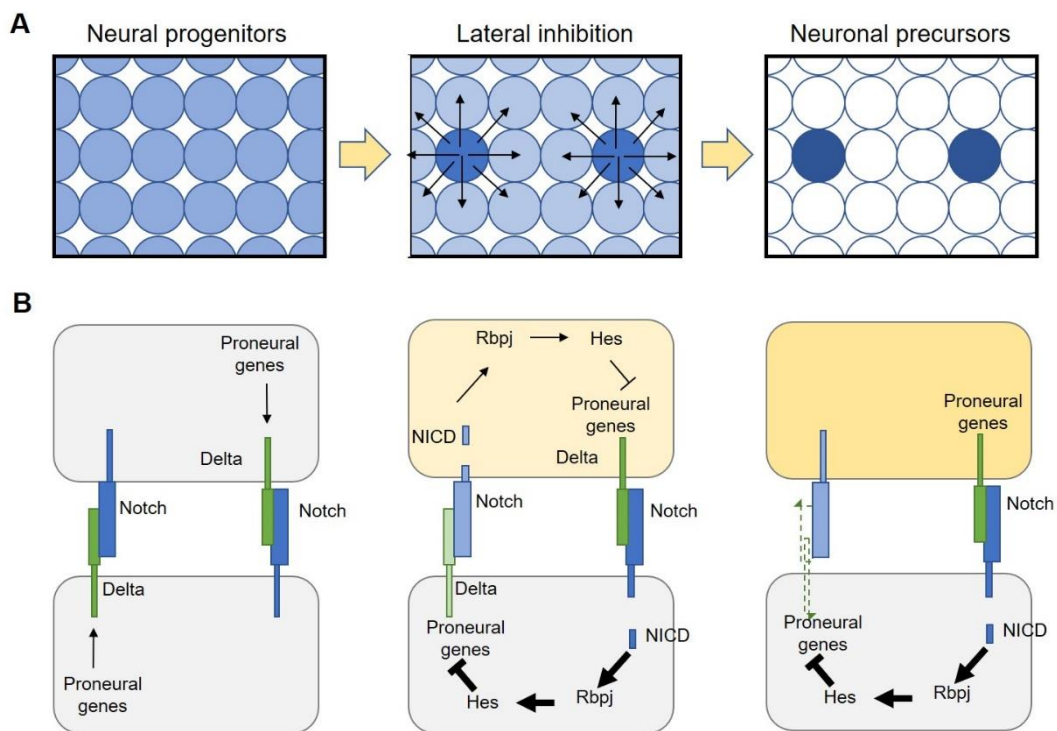 A
Neural progenitors
Lateral inhibition
Neuronal precursors
B
Proneural
genes
Delta
Notch
Notch
Delta
Proneural
genes
Rbpj
Hes
Proneural
genes
NICD
Delta
Notch
Notch
Delta
Proneural
genes
NICD
Hes
Rbpj
Proneural
genes
Notch
Proneural
genes
NICD
Hes
Rbpj